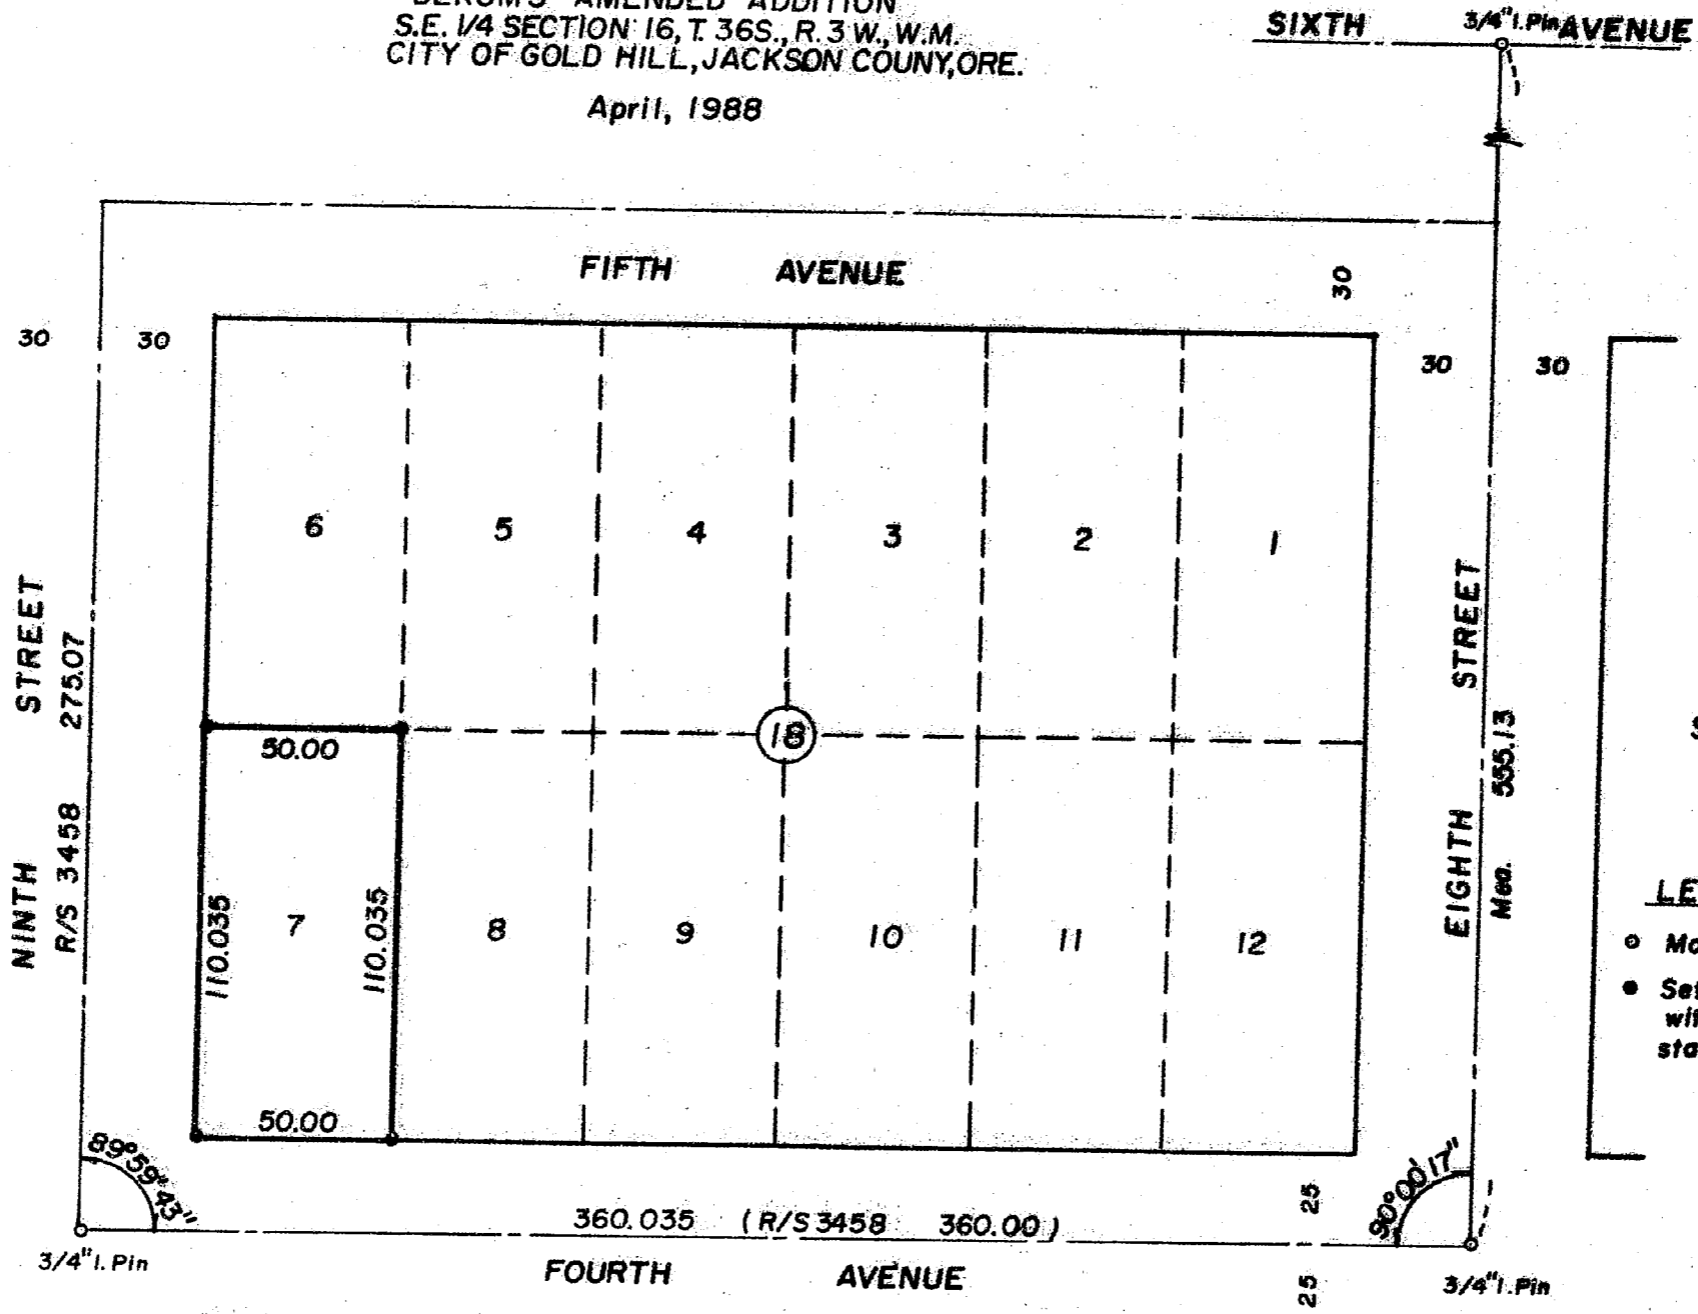 S.E. 1/4 SECTION 16, T. 36S., R. 3 W., W.M.
CITY OF GOLD HILL, JACKSON COUNY, ORE.
April, 1988
SIXTH AVENUE
3/4" I. Pin
FIFTH AVENUE
30
30
30
30
30
6
5
4
3
2
1
NINTH STREET
R/S 3458 275.07
EIGHTH STREET
Mea. 555.13
50.00
18
110.035
7
110.035
8
9
10
11
12
50.00
89°59'43"
90°00'17"
360.035 (R/S 3458 360.00)
25
25
3/4" I. Pin
FOURTH AVENUE
3/4" I. Pin